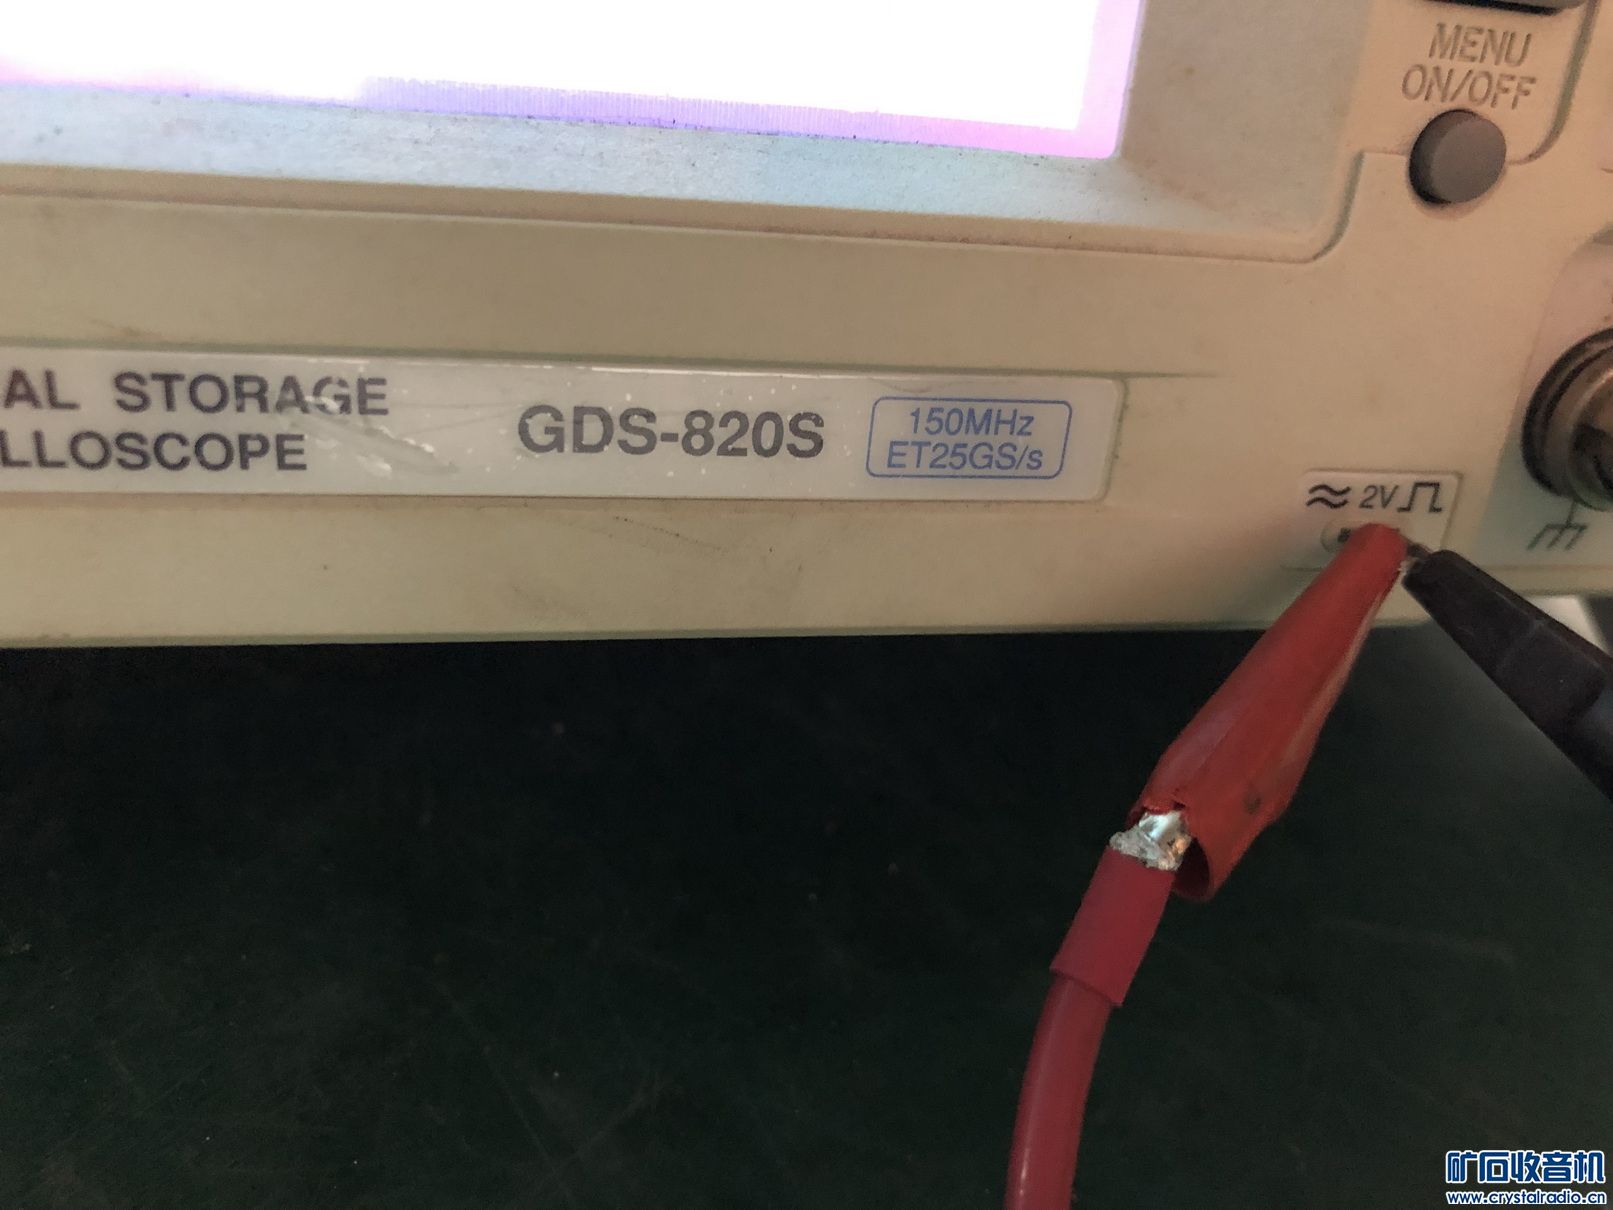 MENU
ON/OFF
AL STORAGE
LLOSCOPE
GDS-820S
150MHz
ET25GS/s
≈ 2V
矿石收音机
www.crystalradio.cn